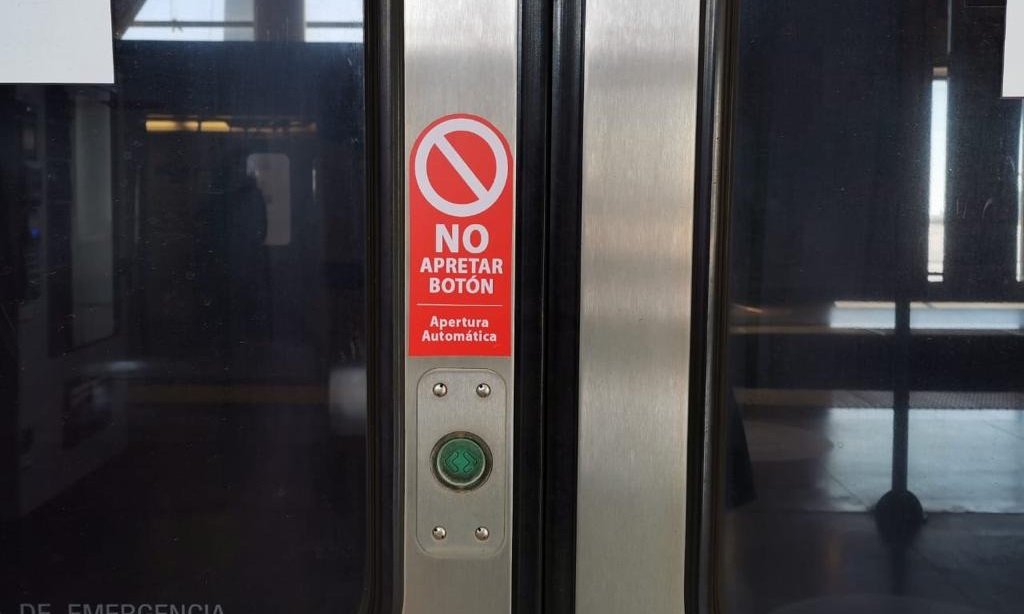 NO
APRETAR
BOTÓN
Apertura
Automática
DE EMERGENCIA